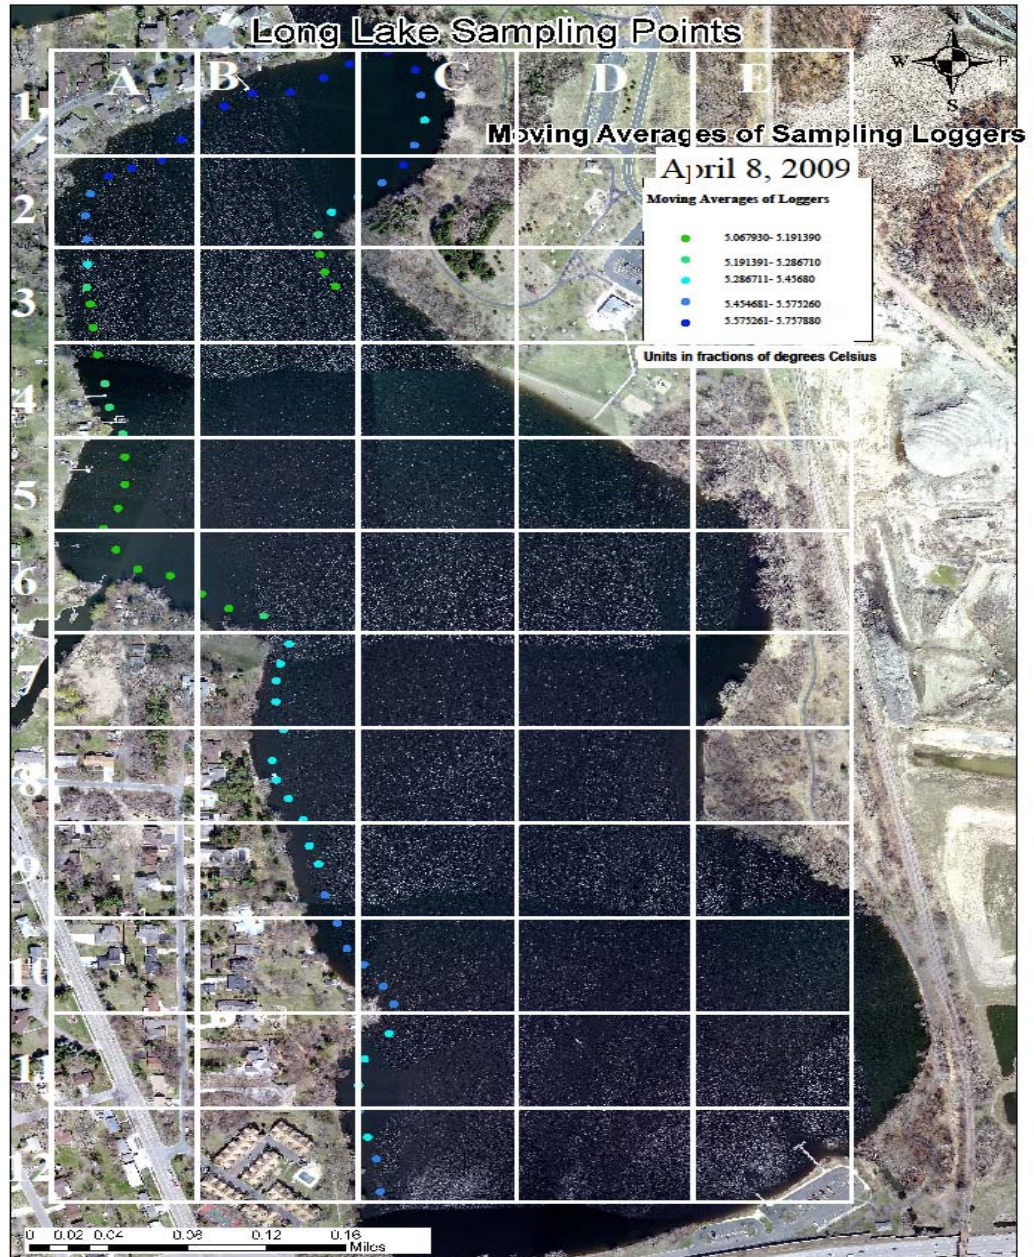 Long Lake Sampling Points
N
W E
S
A B C D E
Moving Averages of Sampling Loggers
April 8, 2009
Moving Averages of Loggers
5.067930- 5.191390
5.191391- 5.286710
5.286711- 5.45680
5.454681- 5.575260
5.575261- 5.757880
Units in fractions of degrees Celsius
1
2
3
4
5
6
7
8
9
10
11
12
0 0.02 0.04 0.08 0.12 0.16
Miles